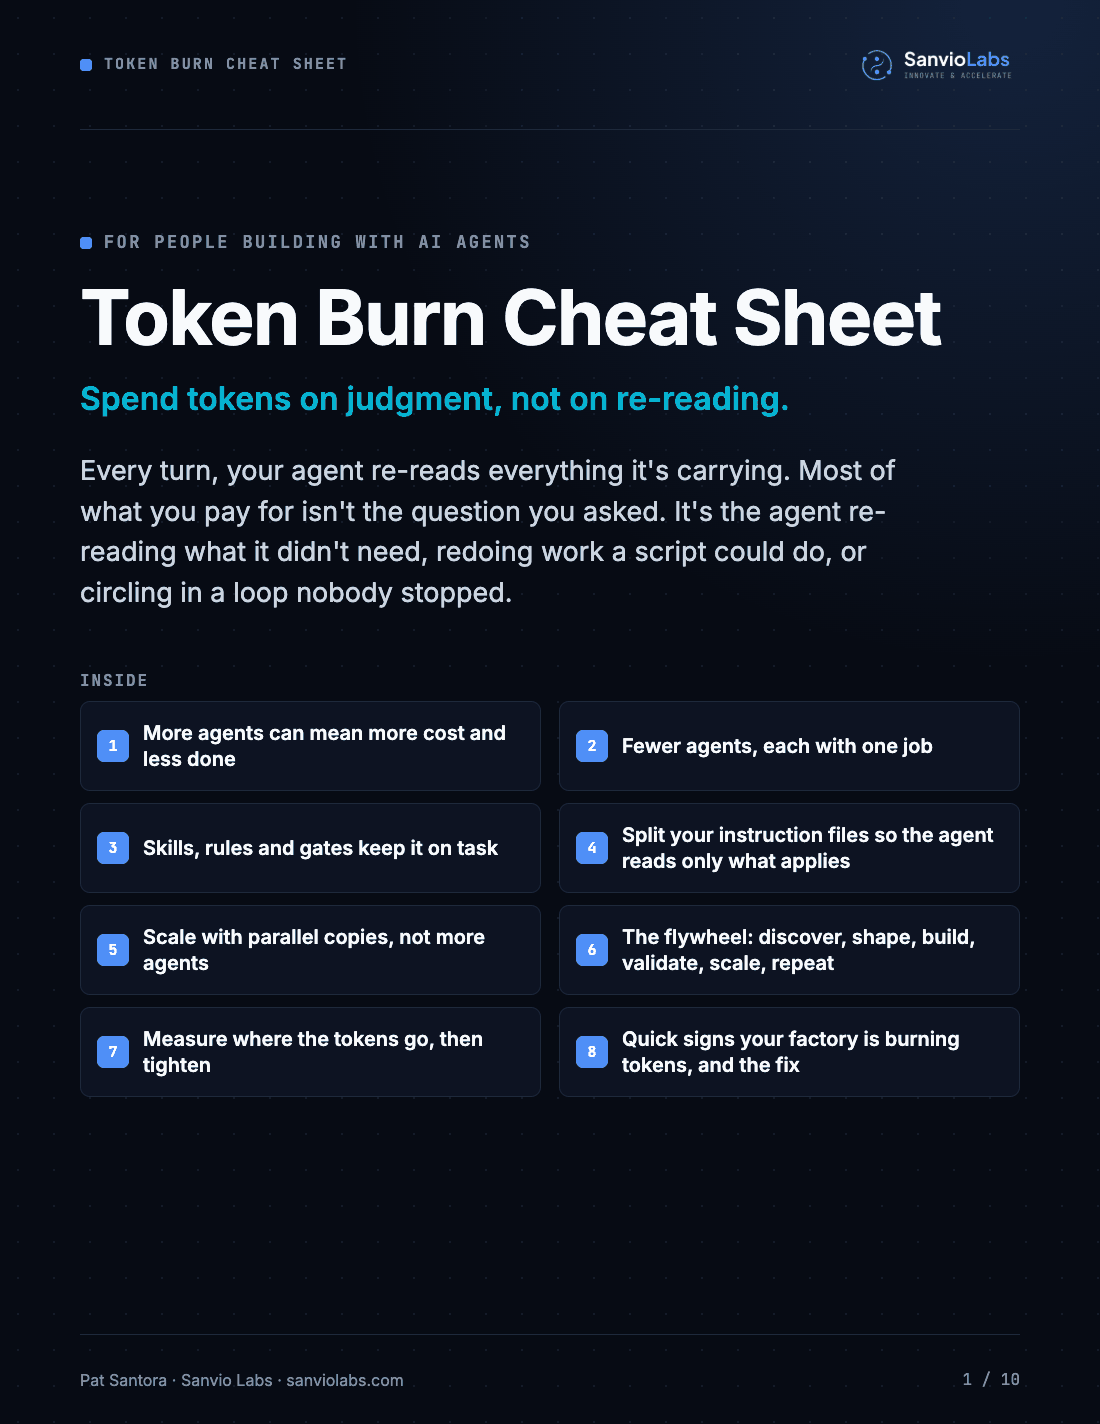 TOKEN BURN CHEAT SHEET
SanvioLabs
INNOVATE & ACCELERATE
FOR PEOPLE BUILDING WITH AI AGENTS
Token Burn Cheat Sheet
Spend tokens on judgment, not on re-reading.
Every turn, your agent re-reads everything it's carrying. Most of
what you pay for isn't the question you asked. It's the agent re-
reading what it didn't need, redoing work a script could do, or
circling in a loop nobody stopped.
INSIDE
1
More agents can mean more cost and
less done
2
Fewer agents, each with one job
3
Skills, rules and gates keep it on task
4
Split your instruction files so the agent
reads only what applies
5
Scale with parallel copies, not more
agents
6
The flywheel: discover, shape, build,
validate, scale, repeat
7
Measure where the tokens go, then
tighten
8
Quick signs your factory is burning
tokens, and the fix
Pat Santora · Sanvio Labs · sanviolabs.com
1 / 10